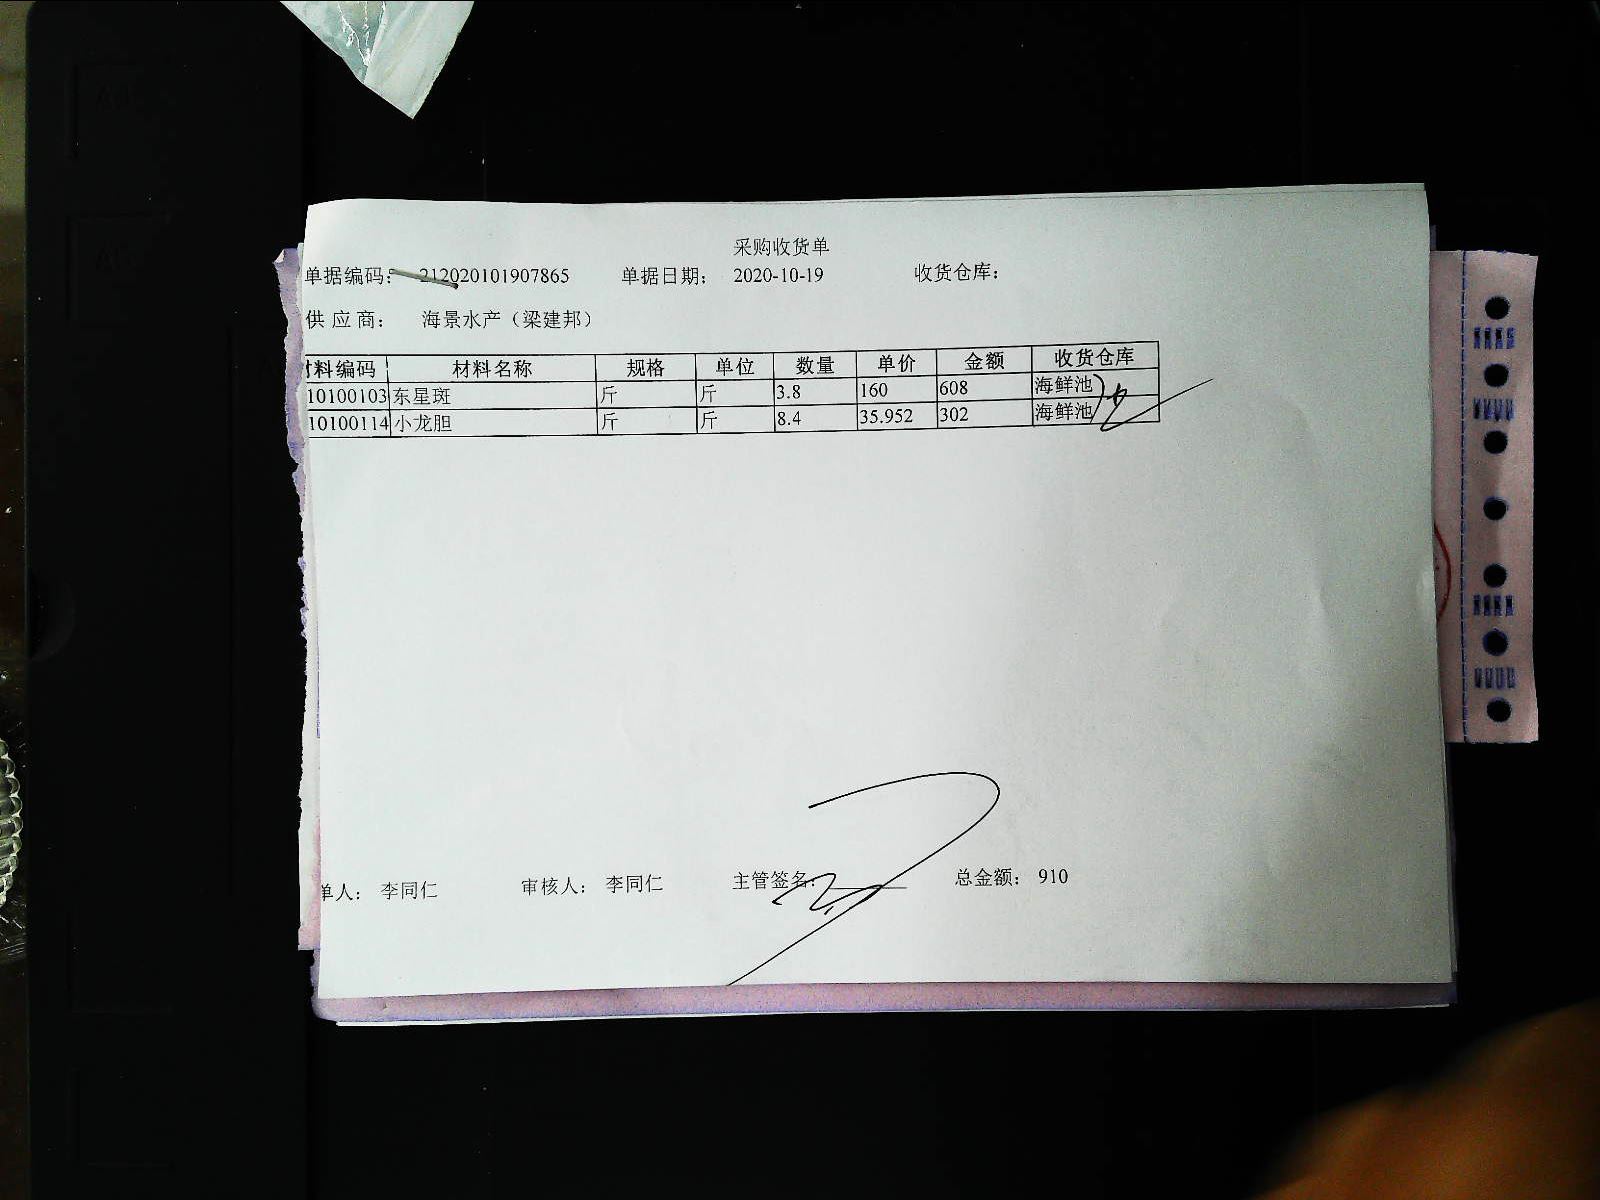 采购收货单
单据编码： 212020101907865 单据日期： 2020-10-19 收货仓库：
供 应 商： 海景水产（梁建邦）
材料编码 材料名称 规格 单位 数量 单价 金额 收货仓库
10100103 东星斑 斤 斤 3.8 160 608 海鲜池
10100114 小龙胆 斤 斤 8.4 35.952 302 海鲜池
单人： 李同仁 审核人： 李同仁 主管签名： 总金额： 910